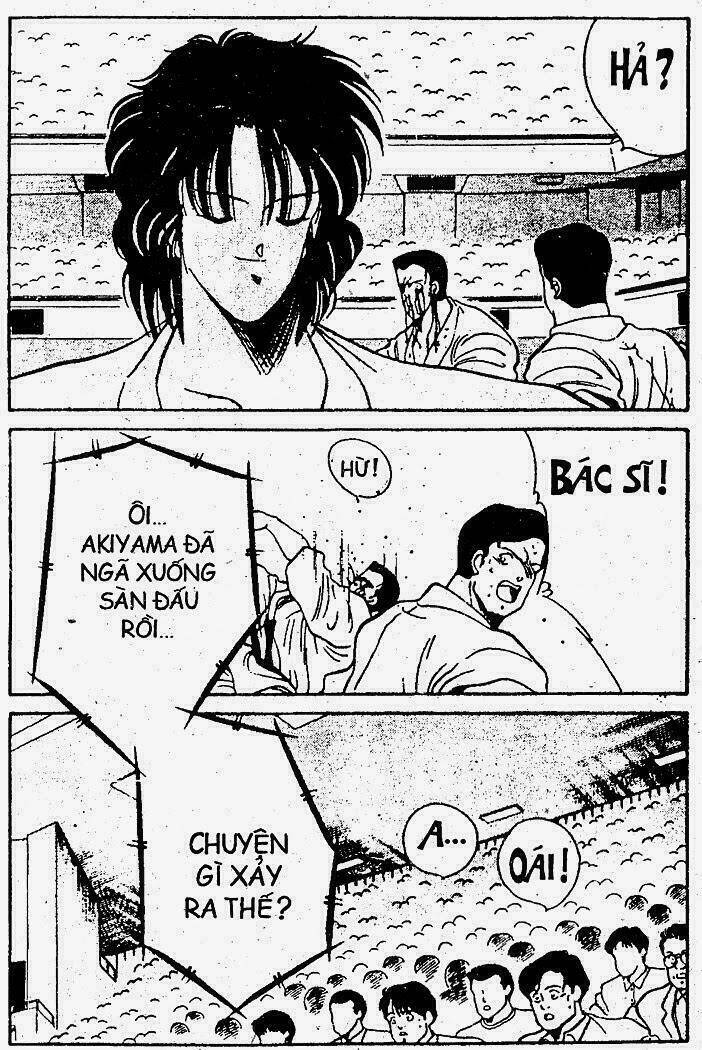 HẢ?
BÁC SĨ!
HỪ!
ÔI...
AKIYAMA ĐÃ
NGÃ XUỐNG
SÀN ĐẤU
RỒI...
CHUYỆN
GÌ XẢY
RA THẾ?
A...
QÁI!